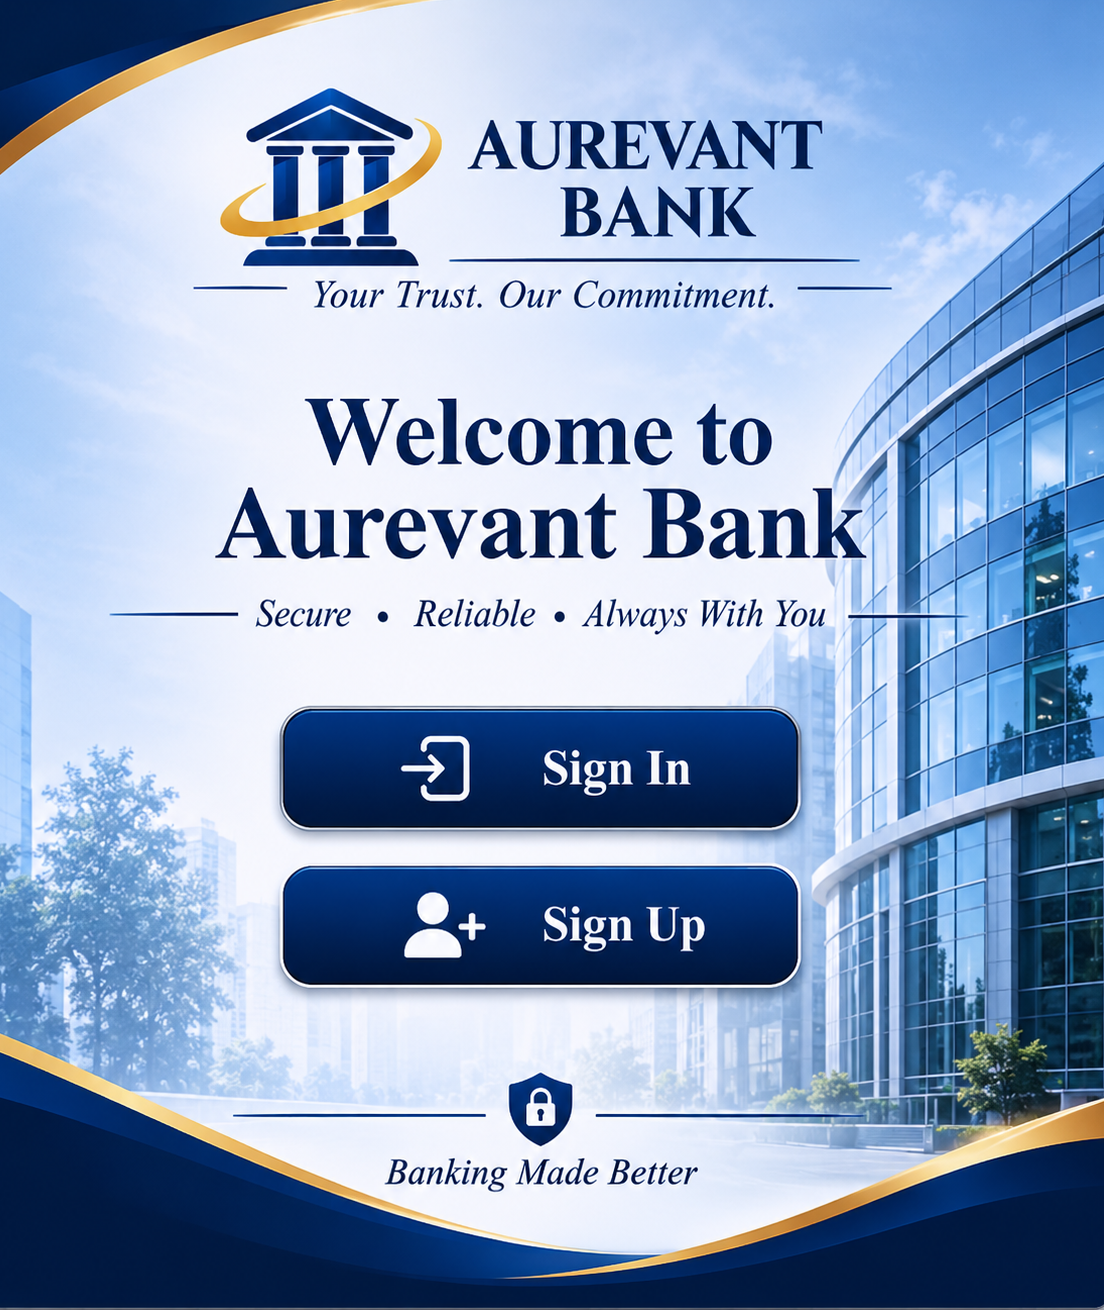 AUREVANT
BANK
Your Trust. Our Commitment.
Welcome to
Aurevant Bank
Secure • Reliable • Always With You
Sign In
Sign Up
Banking Made Better